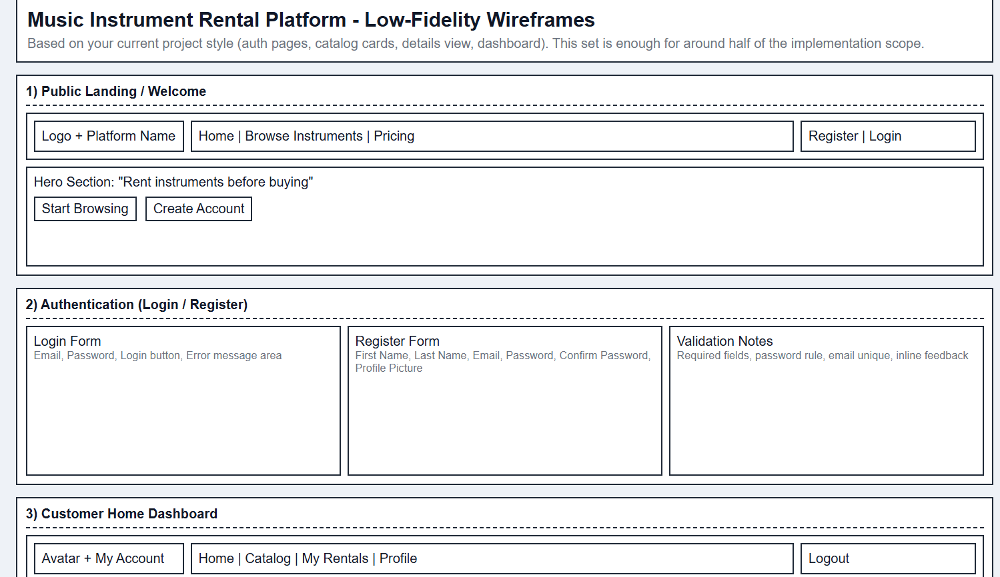 Music Instrument Rental Platform - Low-Fidelity Wireframes
Based on your current project style (auth pages, catalog cards, details view, dashboard). This set is enough for around half of the implementation scope.
1) Public Landing / Welcome
Logo + Platform Name
Home | Browse Instruments | Pricing
Register | Login
Hero Section: "Rent instruments before buying"
Start Browsing
Create Account
2) Authentication (Login / Register)
Login Form
Email, Password, Login button, Error message area
Register Form
First Name, Last Name, Email, Password, Confirm Password,
Profile Picture
Validation Notes
Required fields, password rule, email unique, inline feedback
3) Customer Home Dashboard
Avatar + My Account
Home | Catalog | My Rentals | Profile
Logout